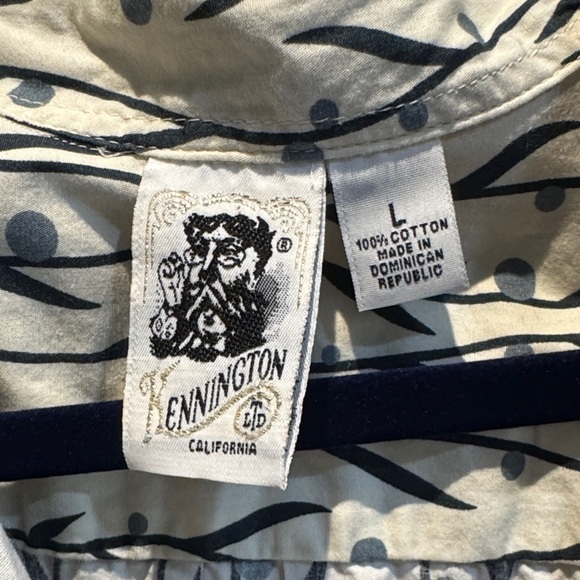 ®
KENNINGTON
LTD
CALIFORNIA
L
100% COTTON
MADE IN
DOMINICAN
REPUBLIC